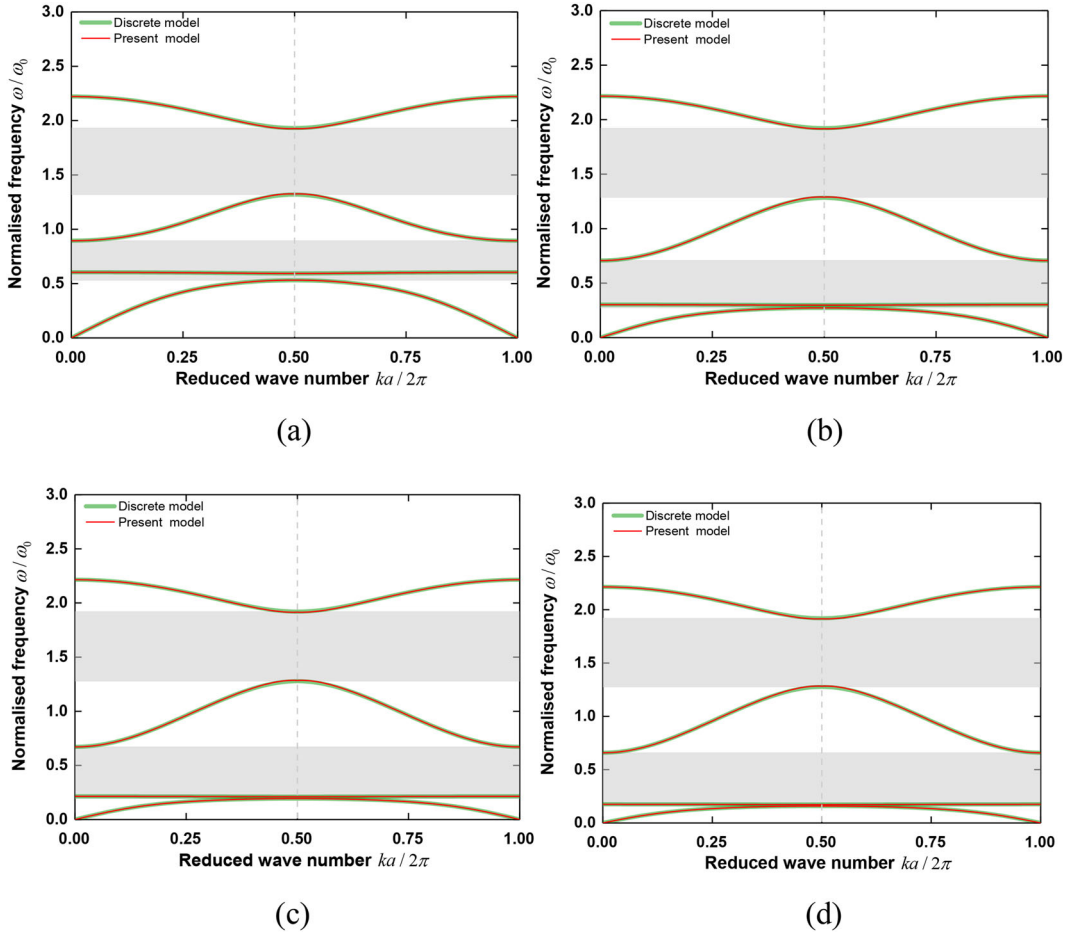 3.0
Discrete model
Present model
2.5
2.0
1.5
1.0
0.5
0.0
Normalised frequency ω/ω₀
0.00 0.25 0.50 0.75 1.00
Reduced wave number ka/2π
(a)
3.0
Discrete model
Present model
2.5
2.0
1.5
1.0
0.5
0.0
Normalised frequency ω/ω₀
0.00 0.25 0.50 0.75 1.00
Reduced wave number ka/2π
(b)
3.0
Discrete model
Present model
2.5
2.0
1.5
1.0
0.5
0.0
Normalised frequency ω/ω₀
0.00 0.25 0.50 0.75 1.00
Reduced wave number ka/2π
(c)
3.0
Discrete model
Present model
2.5
2.0
1.5
1.0
0.5
0.0
Normalised frequency ω/ω₀
0.00 0.25 0.50 0.75 1.00
Reduced wave number ka/2π
(d)